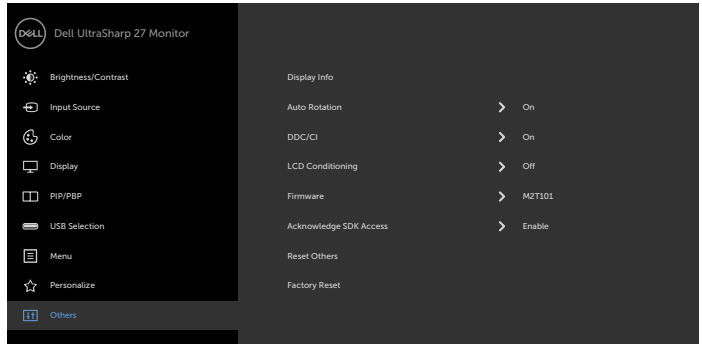 DELL Dell UltraSharp 27 Monitor
Brightness/Contrast Display Info
Input Source Auto Rotation On
Color DDC/CI On
Display LCD Conditioning Off
PIP/PBP Firmware M2T101
USB Selection Acknowledge SDK Access Enable
Menu Reset Others
Personalize Factory Reset
Others